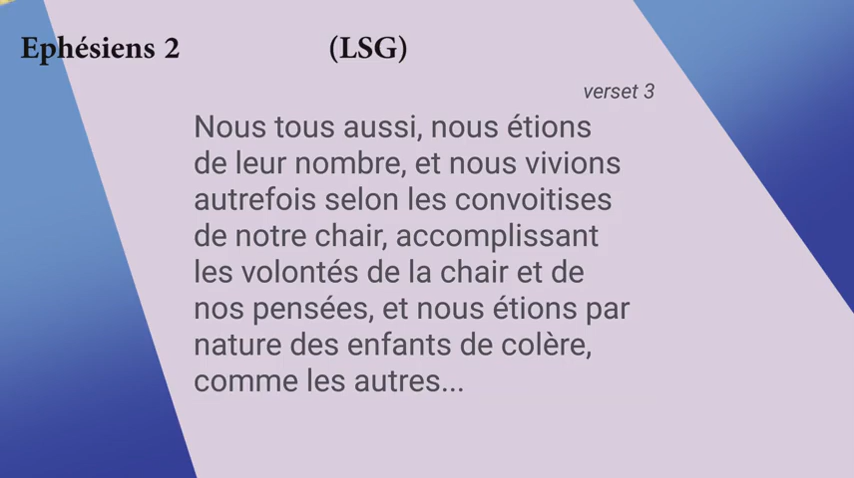 Ephésiens 2 (LSG)
verset 3
Nous tous aussi, nous étions
de leur nombre, et nous vivions
autrefois selon les convoitises
de notre chair, accomplissant
les volontés de la chair et de
nos pensées, et nous étions par
nature des enfants de colère,
comme les autres...